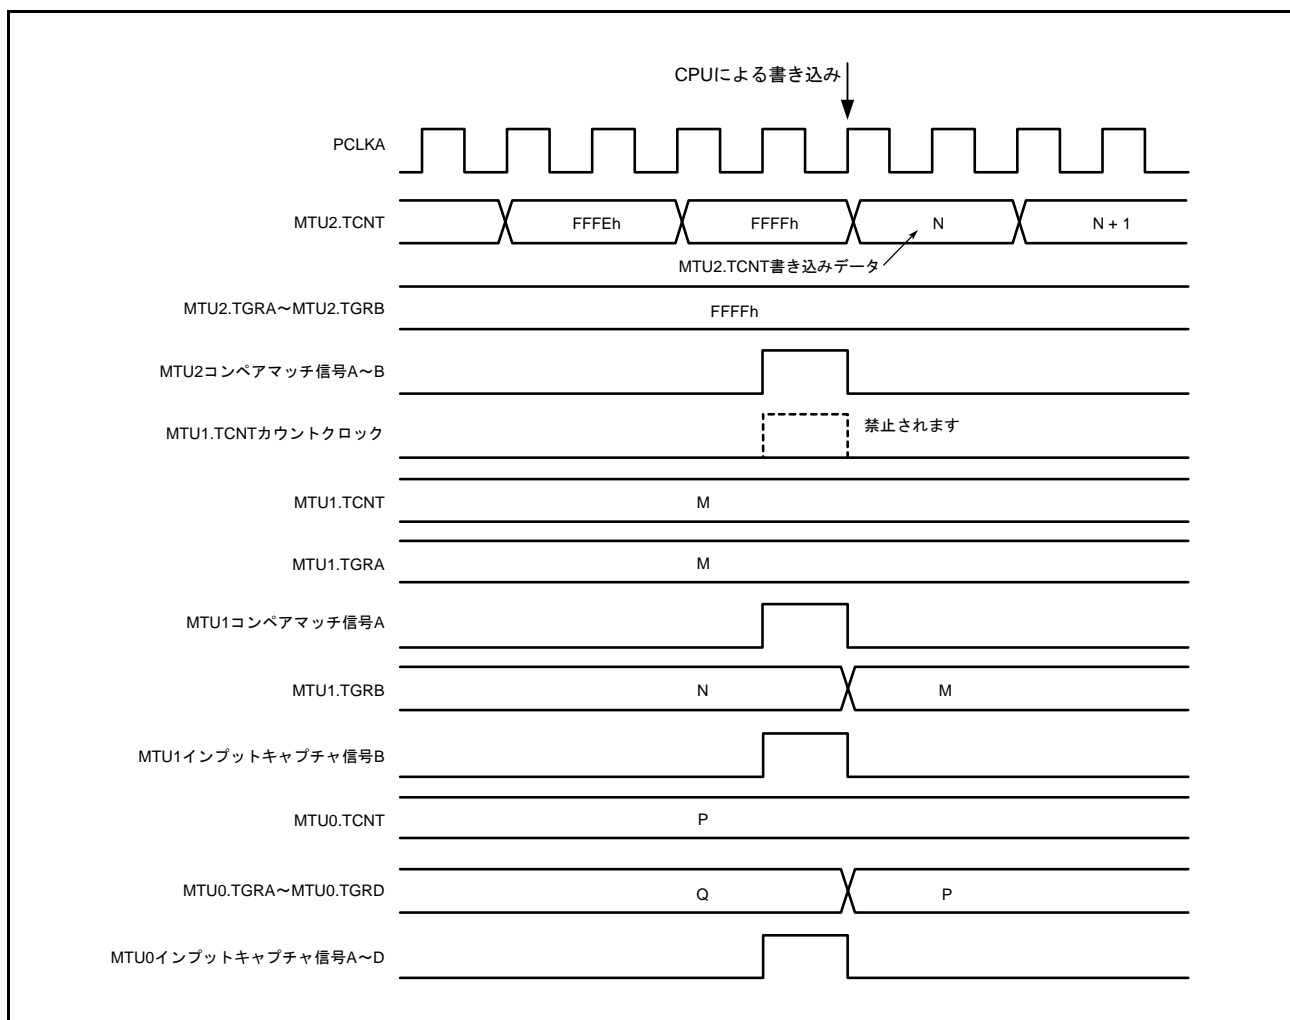 CPUによる書き込み
PCLKA
MTU2.TCNT
FFFEh
FFFFh
N
N + 1
MTU2.TCNT書き込みデータ
MTU2.TGRA～MTU2.TGRB
FFFFh
MTU2コンペアマッチ信号A～B
MTU1.TCNTカウントクロック
禁止されます
MTU1.TCNT
M
MTU1.TGRA
M
MTU1コンペアマッチ信号A
MTU1.TGRB
N
M
MTU1インプットキャプチャ信号B
MTU0.TCNT
P
MTU0.TGRA～MTU0.TGRD
Q
P
MTU0インプットキャプチャ信号A～D